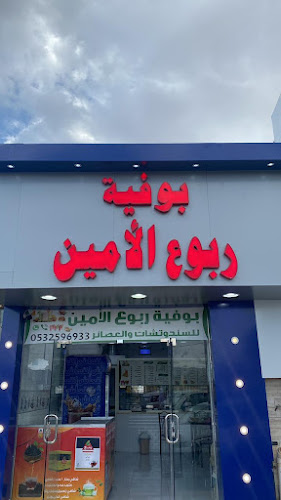 بوفية
ربوع الأمين
بوفية ربوع الأمين
للسندوتشات والعصائر 0532596933